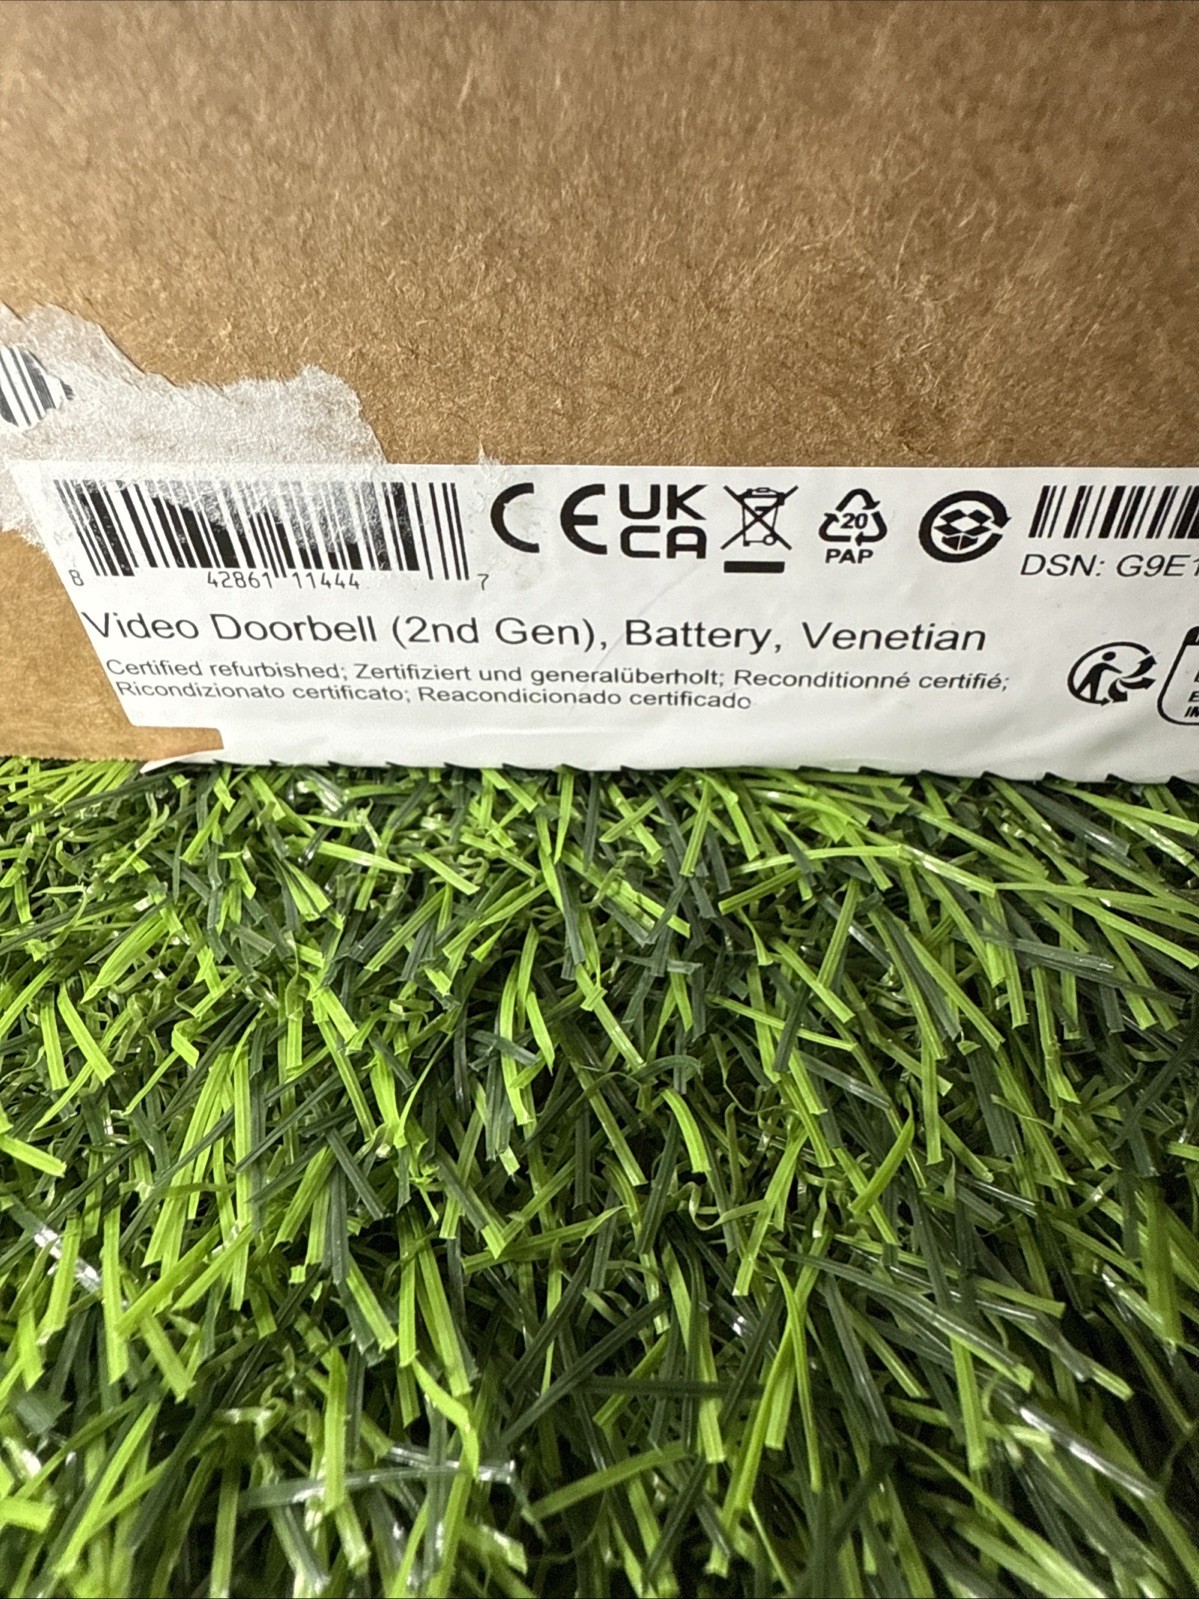 CE UK CA
20
PAP
DSN: G9E1
8 42861 11444 7
Video Doorbell (2nd Gen), Battery, Venetian
Certified refurbished; Zertifiziert und generalüberholt; Reconditionné certifié;
Ricondizionato certificato; Reacondicionado certificado